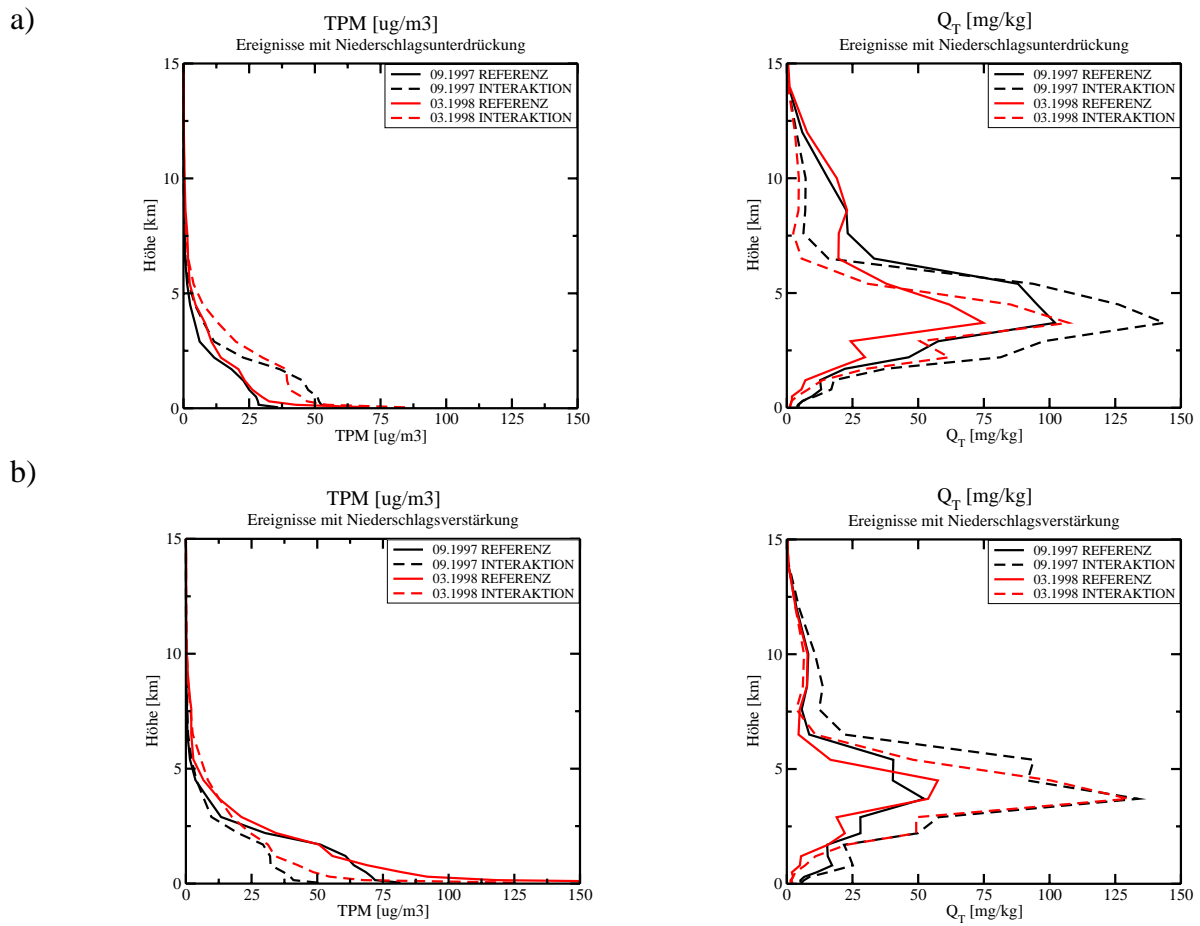 a)
TPM [ug/m3]
Ereignisse mit Niederschlagsunterdrückung
15
10
5
0
Höhe [km]
09.1997 REFERENZ
09.1997 INTERAKTION
03.1998 REFERENZ
03.1998 INTERAKTION
0 25 50 75 100 125 150
TPM [ug/m3]
Q_T [mg/kg]
Ereignisse mit Niederschlagsunterdrückung
15
10
5
0
Höhe [km]
09.1997 REFERENZ
09.1997 INTERAKTION
03.1998 REFERENZ
03.1998 INTERAKTION
0 25 50 75 100 125 150
Q_T [mg/kg]
b)
TPM [ug/m3]
Ereignisse mit Niederschlagsverstärkung
15
10
5
0
Höhe [km]
09.1997 REFERENZ
09.1997 INTERAKTION
03.1998 REFERENZ
03.1998 INTERAKTION
0 25 50 75 100 125 150
TPM [ug/m3]
Q_T [mg/kg]
Ereignisse mit Niederschlagsverstärkung
15
10
5
0
Höhe [km]
09.1997 REFERENZ
09.1997 INTERAKTION
03.1998 REFERENZ
03.1998 INTERAKTION
0 25 50 75 100 125 150
Q_T [mg/kg]